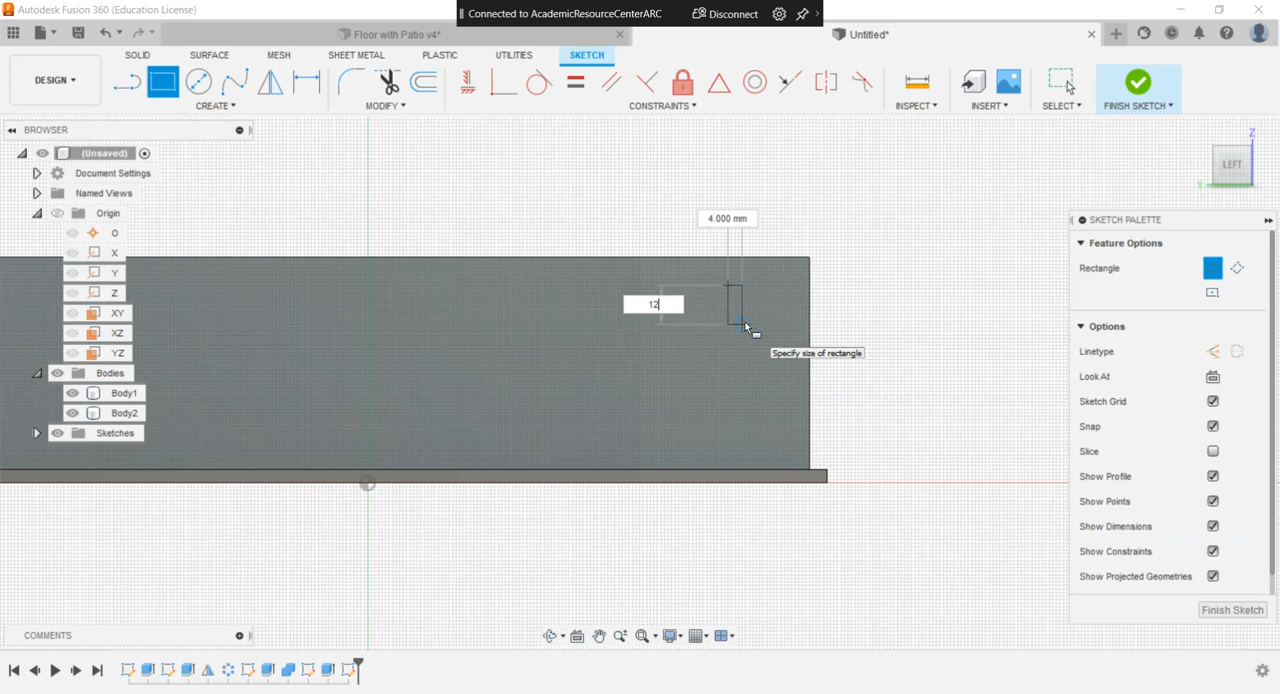 Autodesk Fusion 360 (Education License)
Connected to AcademicResourceCenterARC
Disconnect
Floor with Patio v4*
Untitled*
DESIGN
SOLID
SURFACE
MESH
SHEET METAL
PLASTIC
UTILITIES
SKETCH
CREATE
MODIFY
CONSTRAINTS
INSPECT
INSERT
SELECT
FINISH SKETCH
BROWSER
(Unsaved)
Document Settings
Named Views
Origin
O
X
Y
Z
XY
XZ
YZ
Bodies
Body1
Body2
Sketches
4.000 mm
12
Specify size of rectangle
Z
LEFT
Y
SKETCH PALETTE
Feature Options
Rectangle
Options
Linetype
Look At
Sketch Grid
Snap
Slice
Show Profile
Show Points
Show Dimensions
Show Constraints
Show Projected Geometries
Finish Sketch
COMMENTS